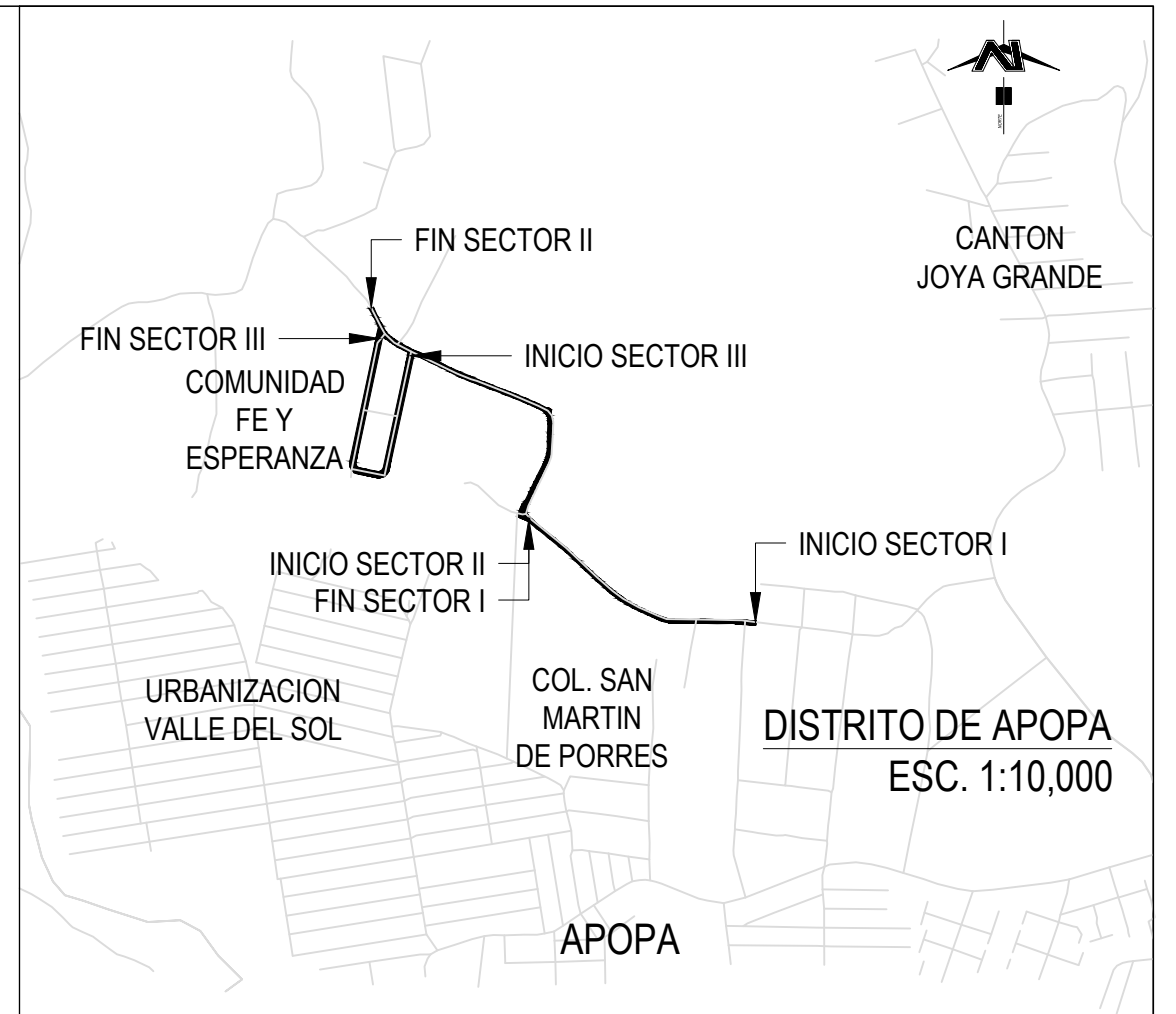 NORTE
CANTON
JOYA GRANDE
FIN SECTOR II
FIN SECTOR III
INICIO SECTOR III
COMUNIDAD
FE Y
ESPERANZA
INICIO SECTOR I
INICIO SECTOR II
FIN SECTOR I
URBANIZACION
VALLE DEL SOL
COL. SAN
MARTIN
DE PORRES
DISTRITO DE APOPA
ESC. 1:10,000
APOPA